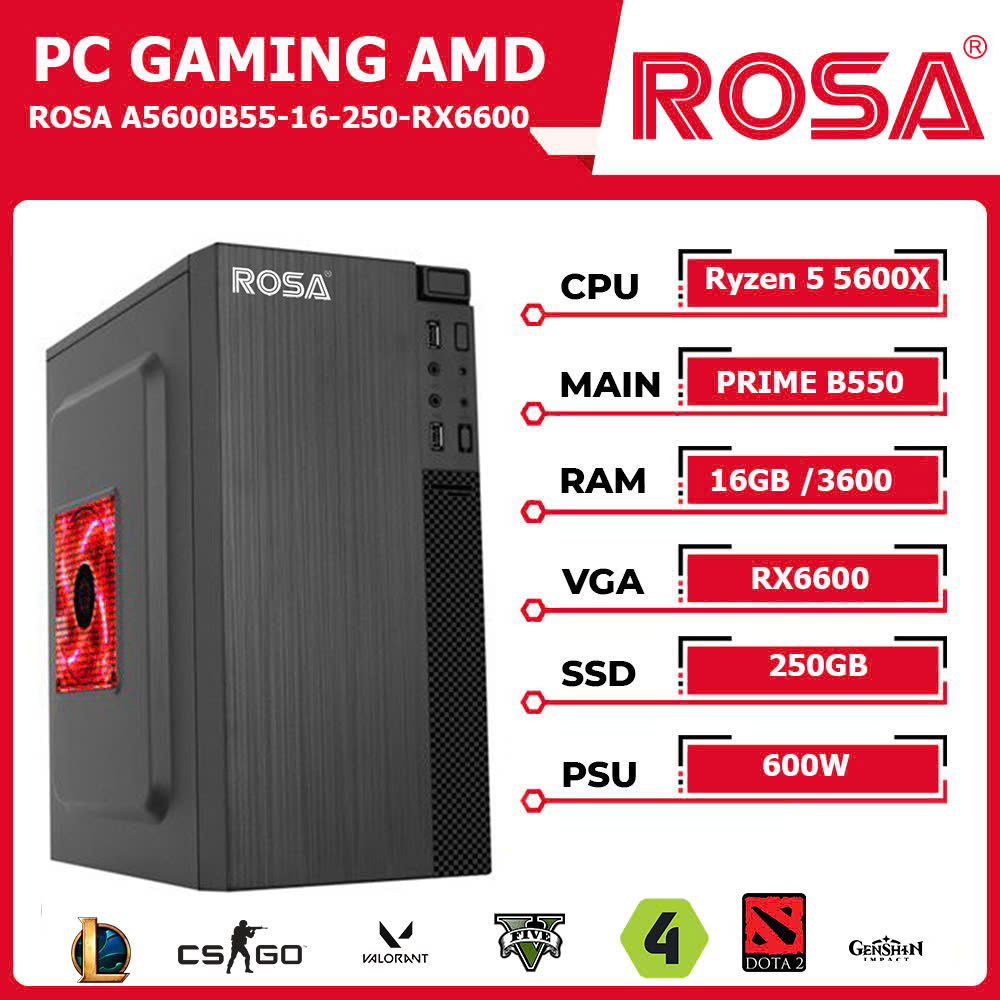 PC GAMING AMD
ROSA A5600B55-16-250-RX6600
ROSA®
ROSA®
CPU Ryzen 5 5600X
MAIN PRIME B550
RAM 16GB /3600
VGA RX6600
SSD 250GB
PSU 600W
L
CS GO
VALORANT
V FIVE
4
DOTA 2
GENSHIN
IMPACT